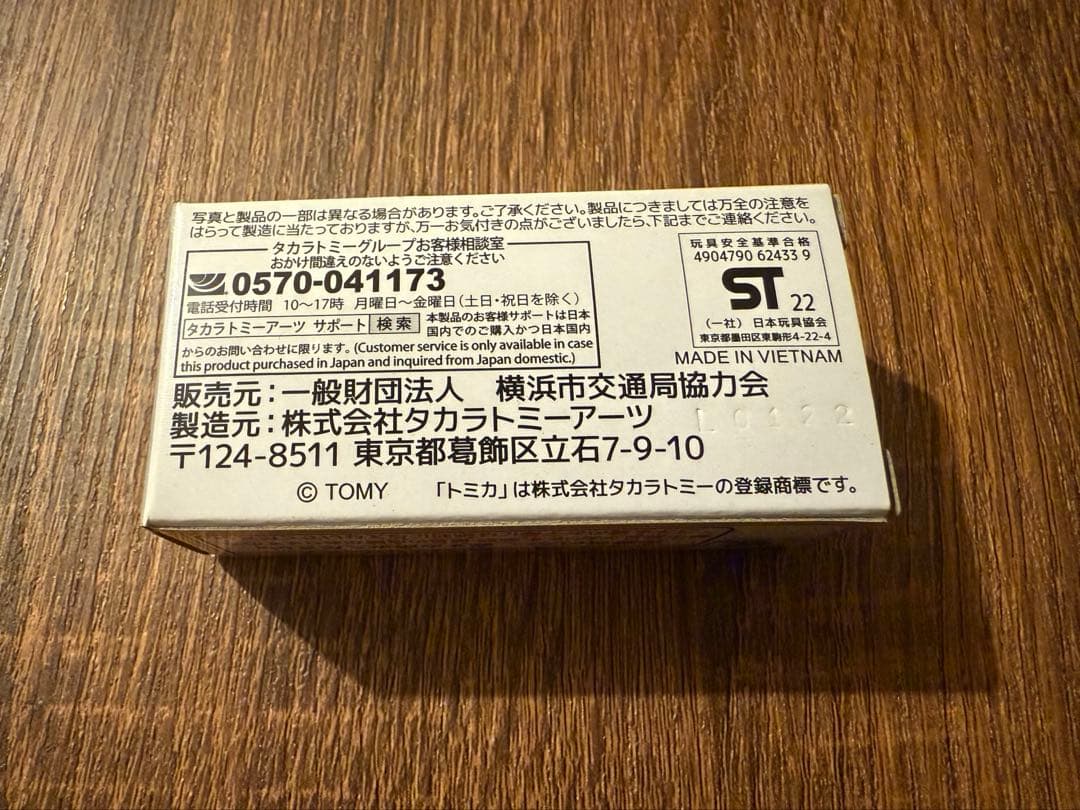 写真と製品の一部は異なる場合があります。ご了承ください。製品につきましては万全の注意を
はらって製造に当たっておりますが、万一お気付きの点がございましたら、下記までご連絡ください。
タカラトミーグループお客様相談室
おかけ間違えのないようご注意ください
0570-041173
電話受付時間 10～17時 月曜日～金曜日(土日・祝日を除く)
タカラトミーアーツ サポート 検索
本製品のお客様サポートは日本
国内でのご購入かつ日本国内
からのお問い合わせに限ります。(Customer service is only available in case
this product purchased in Japan and inquired from Japan domestic.)
玩具安全基準合格
4904790 62433 9
ST 22
(一社) 日本玩具協会
東京都墨田区東駒形4-22-4
MADE IN VIETNAM
販売元：一般財団法人 横浜市交通局協力会
製造元：株式会社タカラトミーアーツ
〒124-8511 東京都葛飾区立石7-9-10
© TOMY 「トミカ」は株式会社タカラトミーの登録商標です。